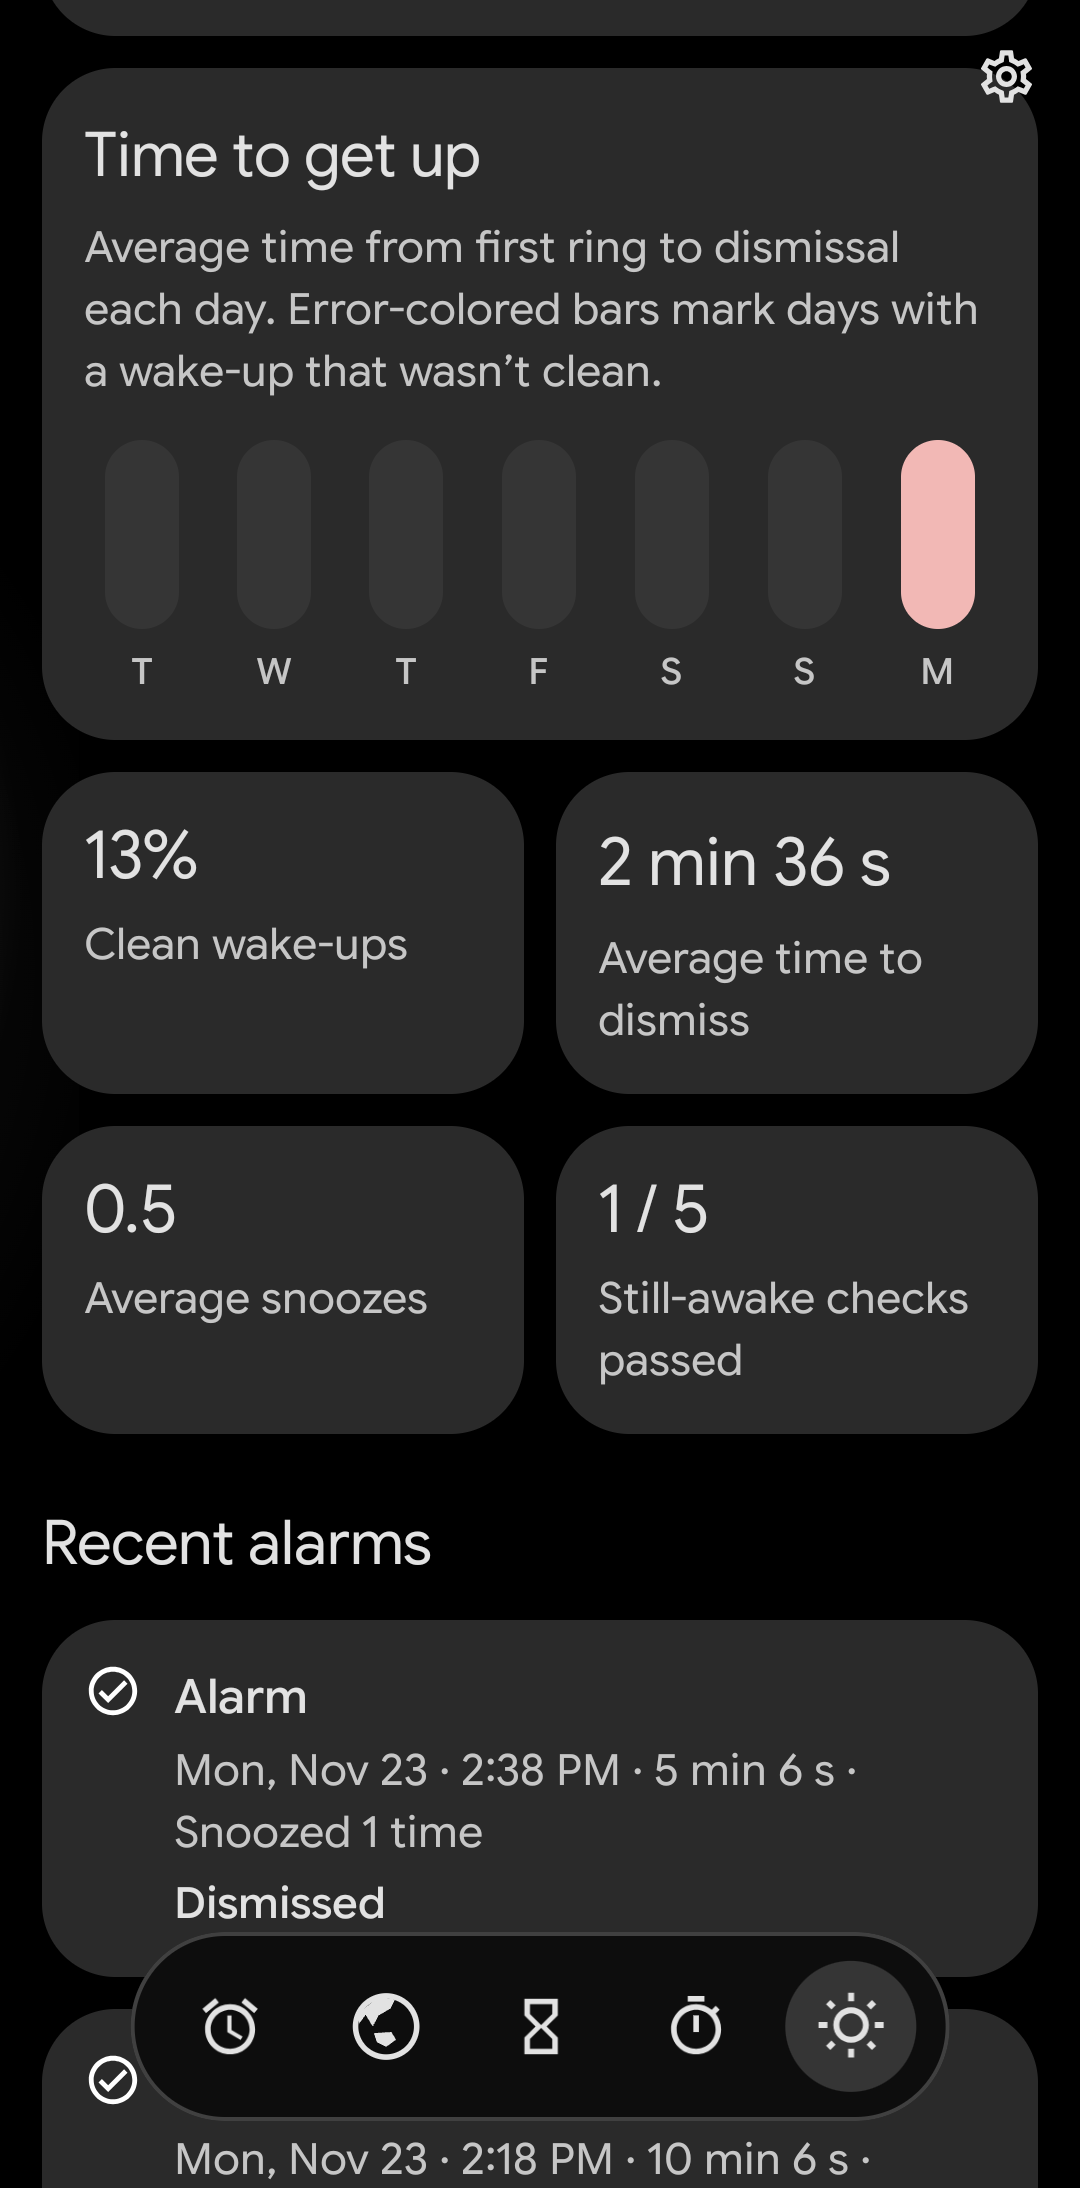 Time to get up
Average time from first ring to dismissal
each day. Error-colored bars mark days with
a wake-up that wasn’t clean.
T W T F S S M
13%
Clean wake-ups
2 min 36 s
Average time to
dismiss
0.5
Average snoozes
1 / 5
Still-awake checks
passed
Recent alarms
Alarm
Mon, Nov 23 · 2:38 PM · 5 min 6 s ·
Snoozed 1 time
Dismissed
Mon, Nov 23 · 2:18 PM · 10 min 6 s ·